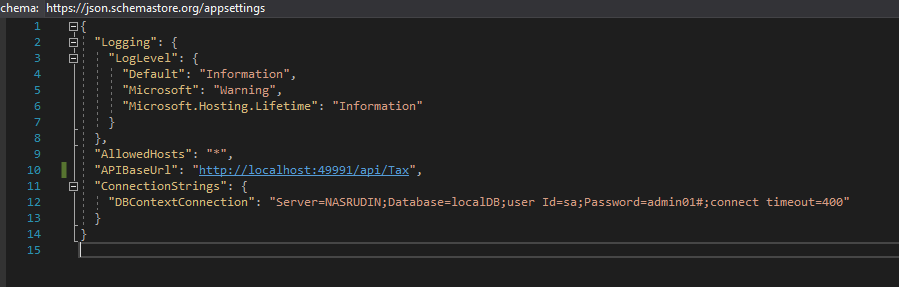 chema: https://json.schemastore.org/appsettings
1 {
2 "Logging": {
3 "LogLevel": {
4 "Default": "Information",
5 "Microsoft": "Warning",
6 "Microsoft.Hosting.Lifetime": "Information"
7 }
8 },
9 "AllowedHosts": "*",
10 "APIBaseUrl": "http://localhost:49991/api/Tax",
11 "ConnectionStrings": {
12 "DBContextConnection": "Server=NASRUDIN;Database=localDB;user Id=sa;Password=admin01#;connect timeout=400"
13 }
14 }
15